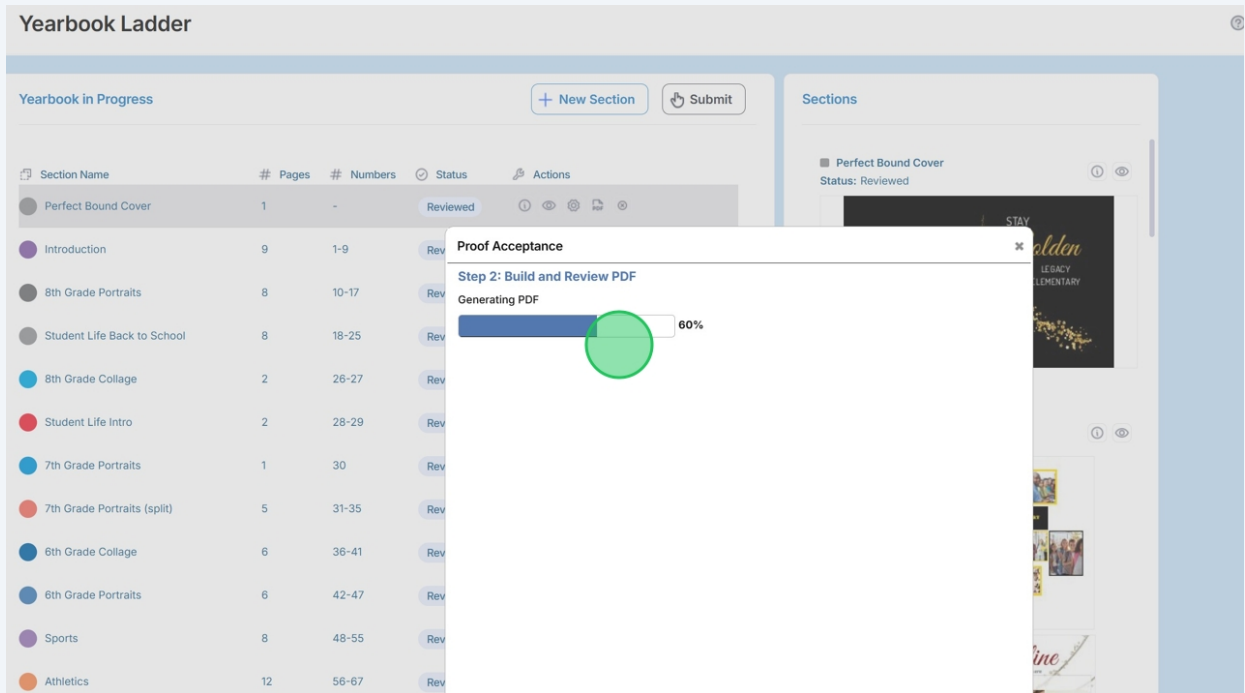 Yearbook Ladder
Yearbook in Progress
New Section
Submit
Section Name # Pages # Numbers Status Actions
Perfect Bound Cover 1 - Reviewed
Introduction 9 1-9 Rev
8th Grade Portraits 8 10-17 Rev
Student Life Back to School 8 18-25 Rev
8th Grade Collage 2 26-27 Rev
Student Life Intro 2 28-29 Rev
7th Grade Portraits 1 30 Rev
7th Grade Portraits (split) 5 31-35 Rev
6th Grade Collage 6 36-41 Rev
6th Grade Portraits 6 42-47 Rev
Sports 8 48-55 Rev
Athletics 12 56-67 Rev
Proof Acceptance
Step 2: Build and Review PDF
Generating PDF
60%
Sections
Perfect Bound Cover
Status: Reviewed
STAY
olden
LEGACY
ELEMENTARY
ine